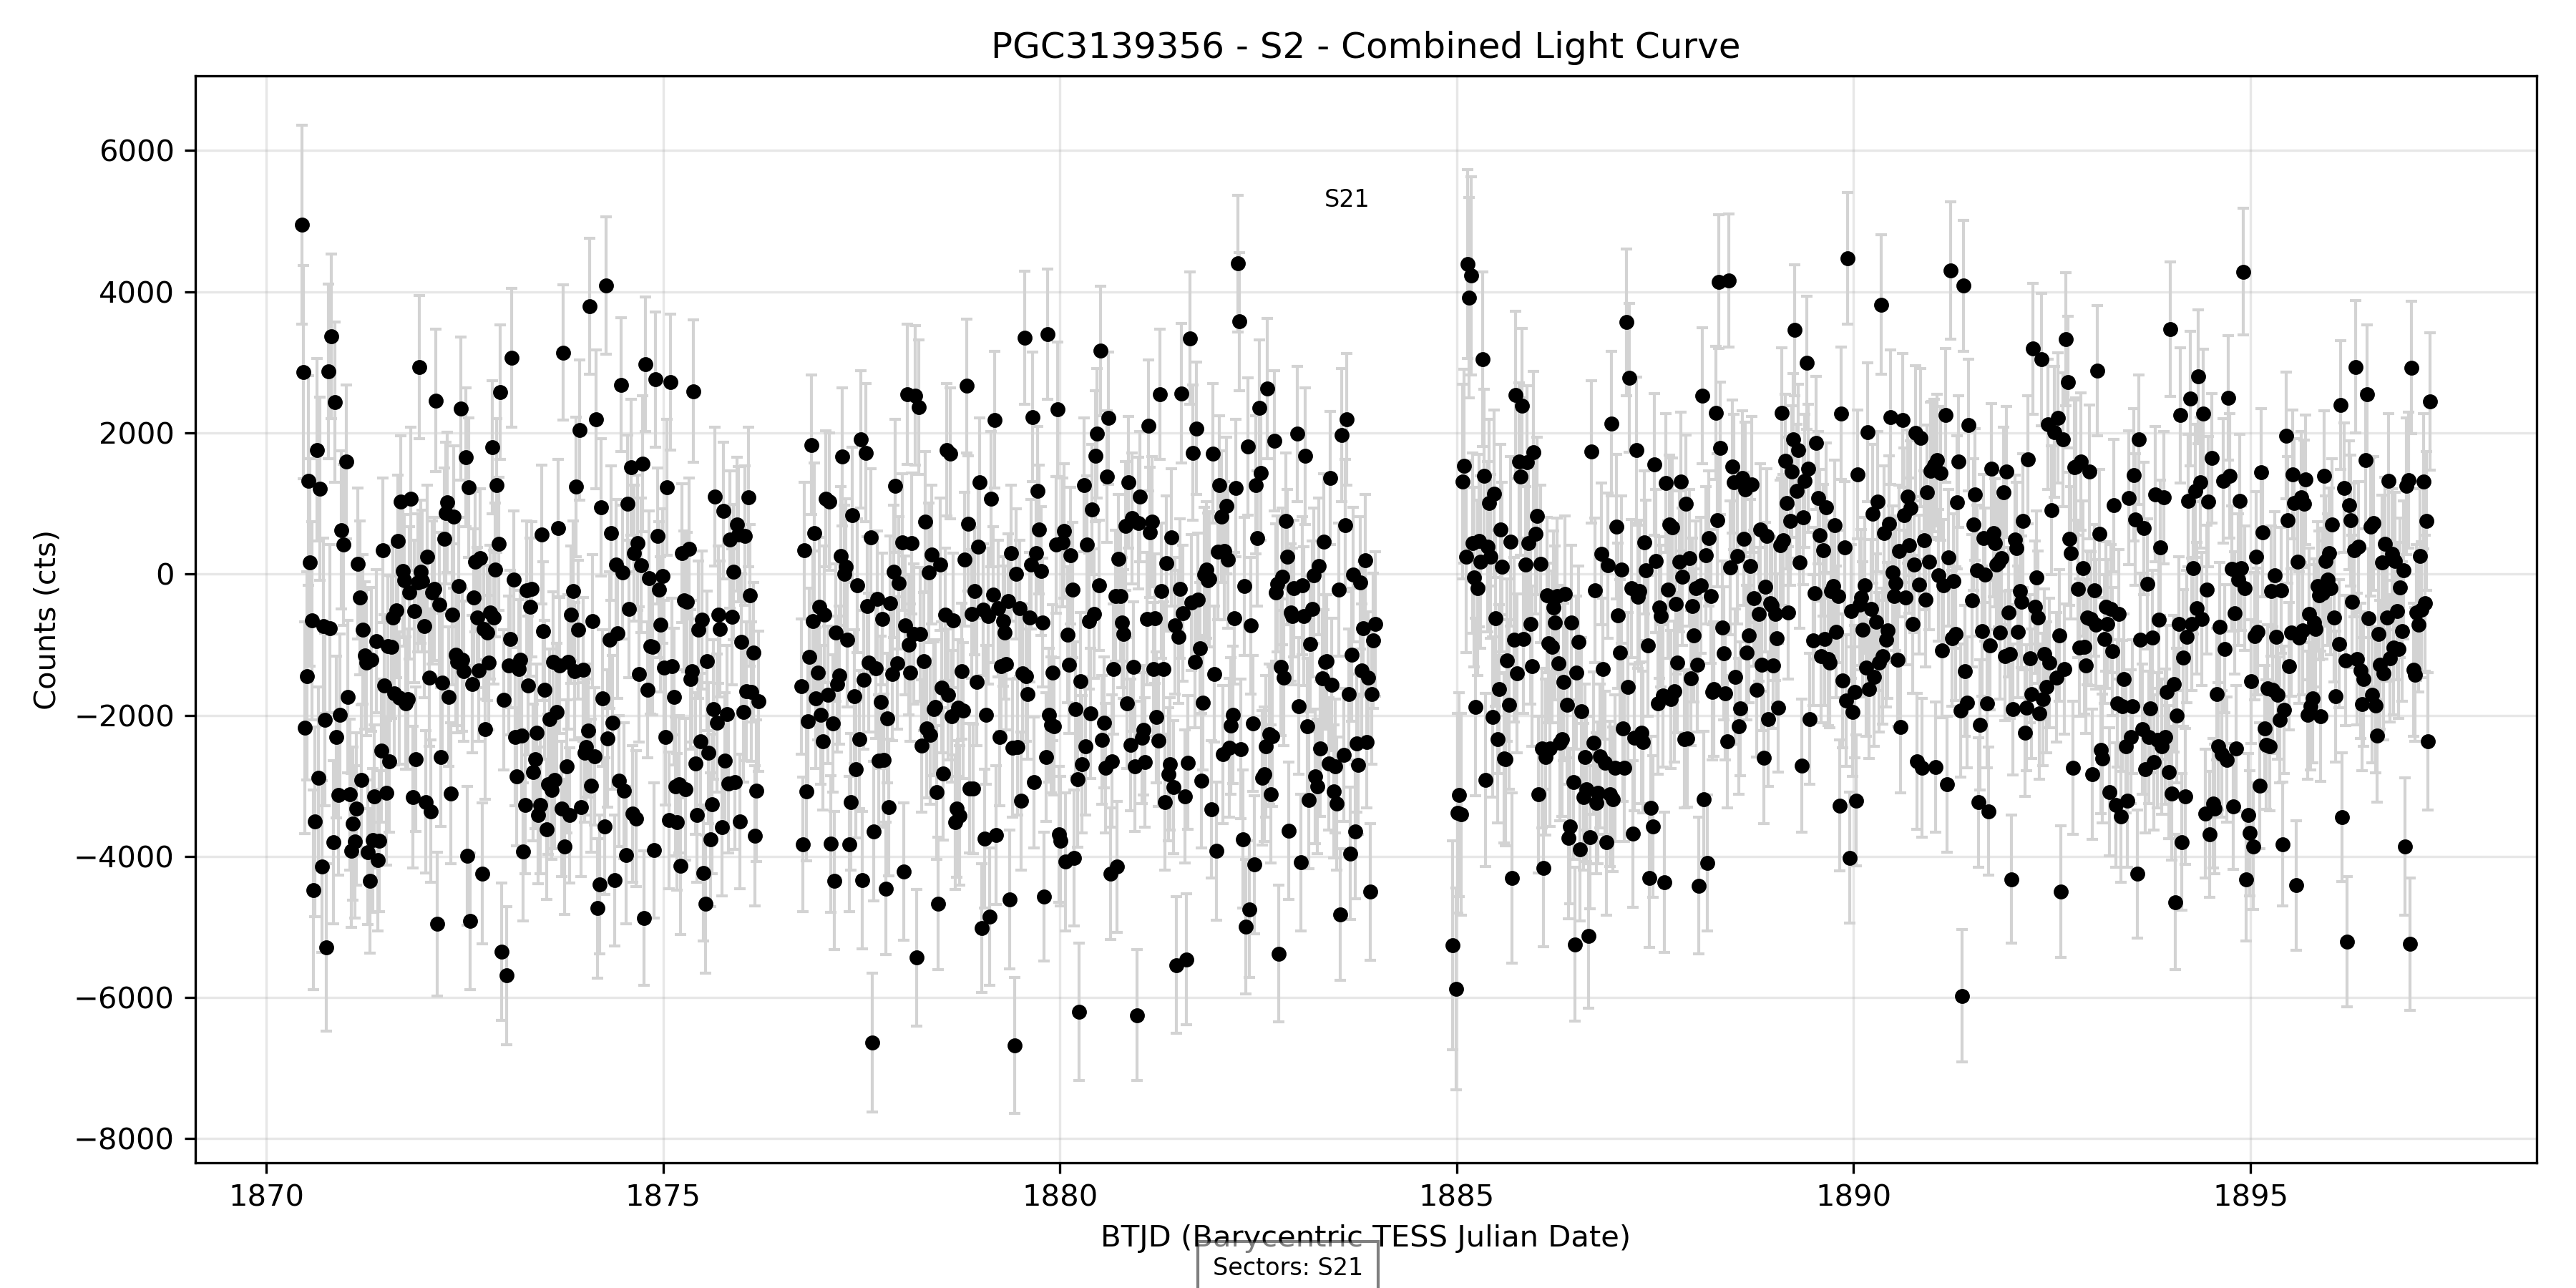 PGC3139356 - S2 - Combined Light Curve
6000
4000
2000
0
−2000
−4000
−6000
−8000
Counts (cts)
S21
1870
1875
1880
1885
1890
1895
BTJD (Barycentric TESS Julian Date)
Sectors: S21